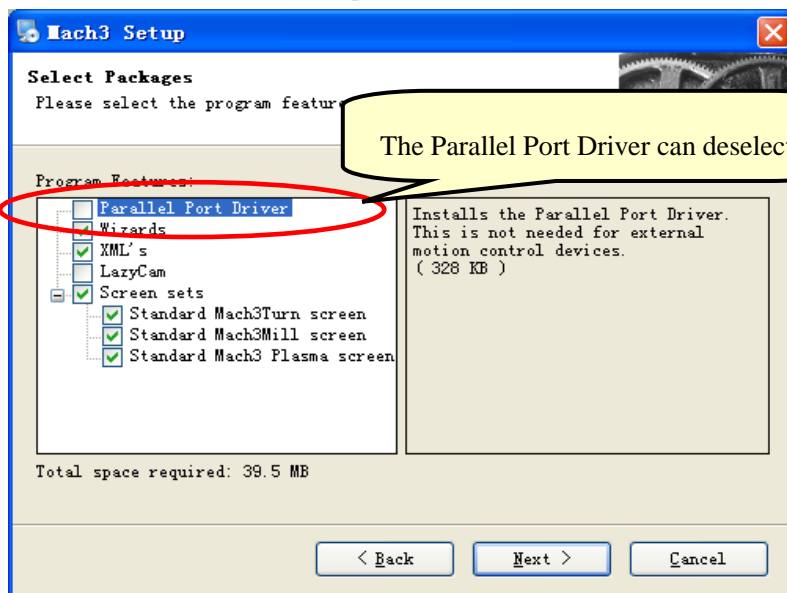 Mach3 Setup
Select Packages
Please select the program feature
The Parallel Port Driver can deselect
Program Features:
Parallel Port Driver
Wizards
XML's
LazyCam
Screen sets
Standard Mach3Turn screen
Standard Mach3Mill screen
Standard Mach3 Plasma screen
Installs the Parallel Port Driver.
This is not needed for external
motion control devices.
( 328 KB )
Total space required: 39.5 MB
< Back
Next >
Cancel